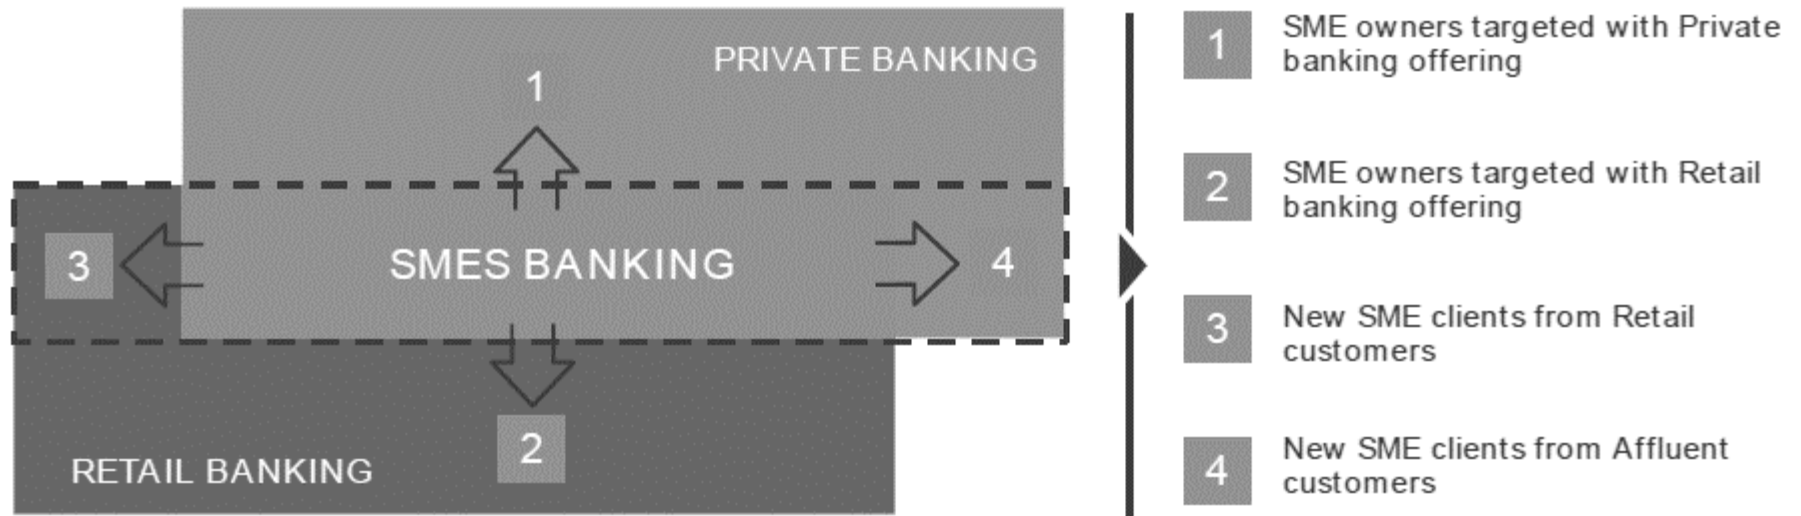 PRIVATE BANKING
1
3
SMES BANKING
4
2
RETAIL BANKING
1
SME owners targeted with Private
banking offering
2
SME owners targeted with Retail
banking offering
3
New SME clients from Retail
customers
4
New SME clients from Affluent
customers